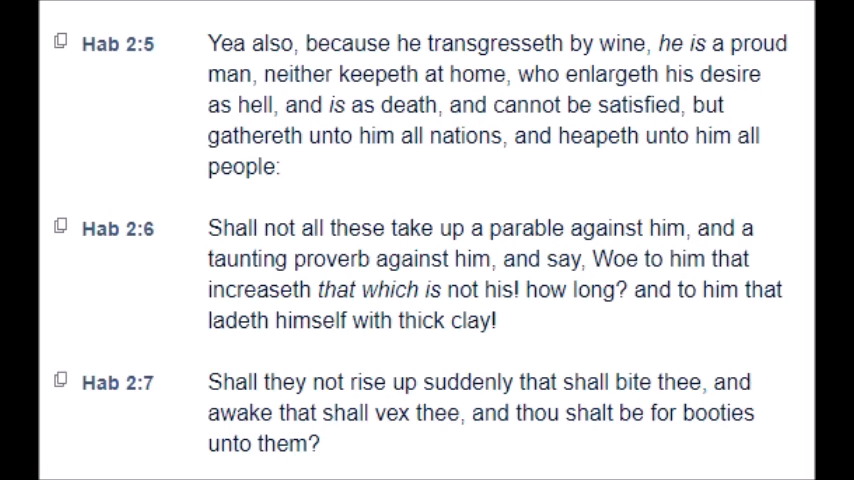 Hab 2:5 Yea also, because he transgresseth by wine, he is a proud
man, neither keepeth at home, who enlargeth his desire
as hell, and is as death, and cannot be satisfied, but
gathereth unto him all nations, and heapeth unto him all
people:
Hab 2:6 Shall not all these take up a parable against him, and a
taunting proverb against him, and say, Woe to him that
increaseth that which is not his! how long? and to him that
ladeth himself with thick clay!
Hab 2:7 Shall they not rise up suddenly that shall bite thee, and
awake that shall vex thee, and thou shalt be for booties
unto them?